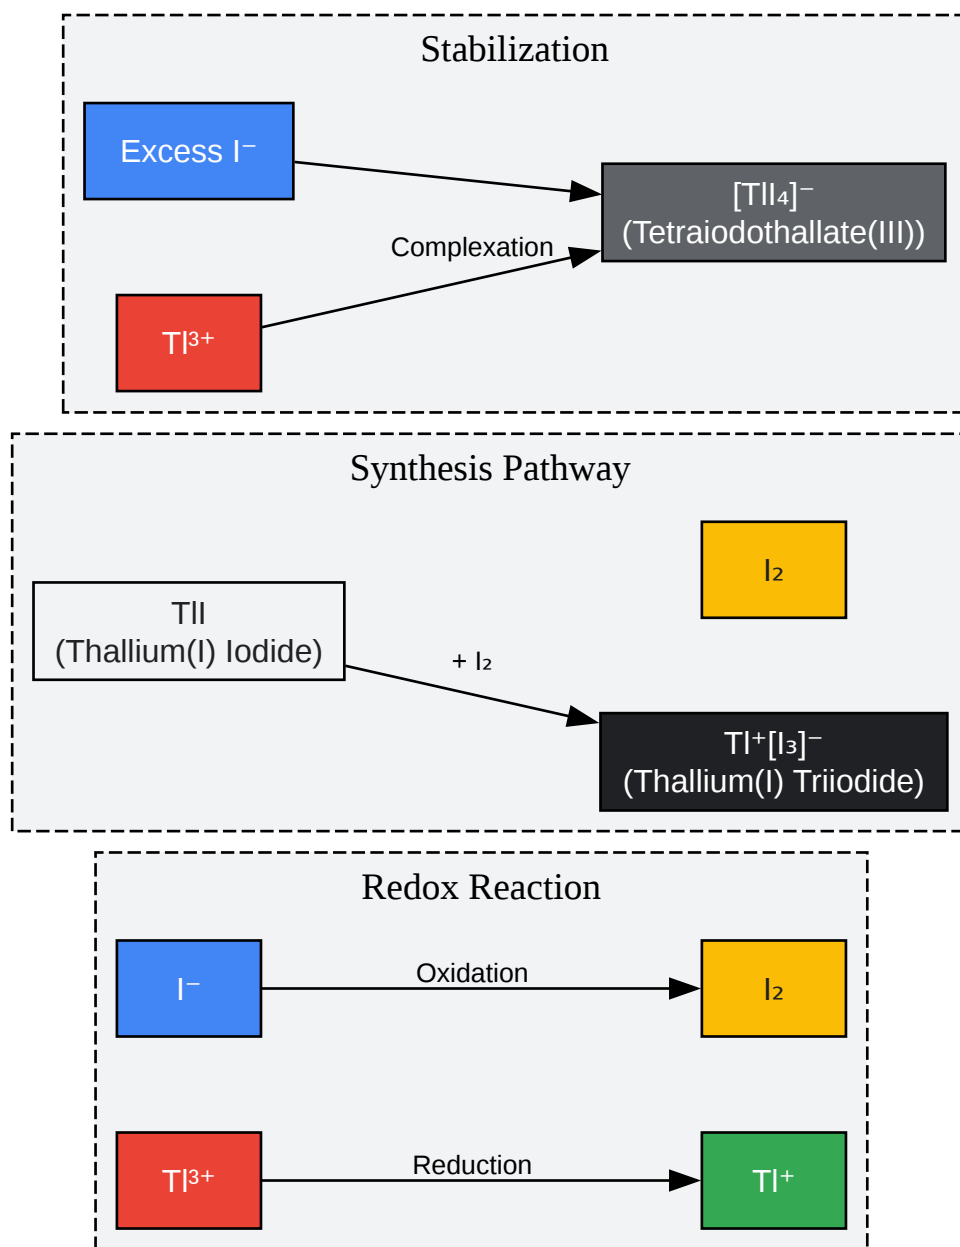 Stabilization
Excess I⁻
[TlI₄]⁻
(Tetraiodothallate(III))
Complexation
Tl³⁺
Synthesis Pathway
I₂
TlI
(Thallium(I) Iodide)
+ I₂
Tl⁺[I₃]⁻
(Thallium(I) Triiodide)
Redox Reaction
I⁻
Oxidation
I₂
Tl³⁺
Reduction
Tl⁺